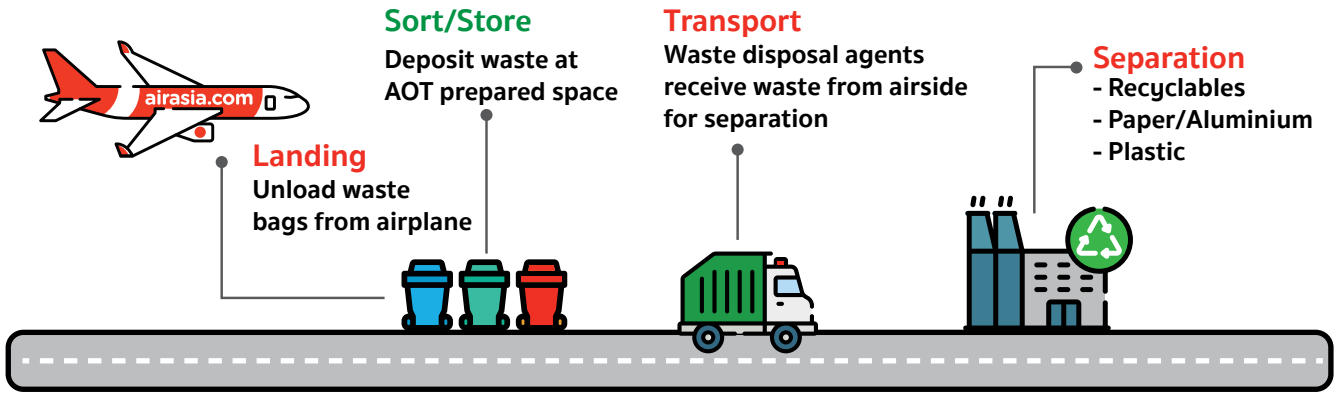 airasia.com
Landing
Unload waste
bags from airplane
Sort/Store
Deposit waste at
AOT prepared space
Transport
Waste disposal agents
receive waste from airside
for separation
Separation
- Recyclables
- Paper/Aluminium
- Plastic